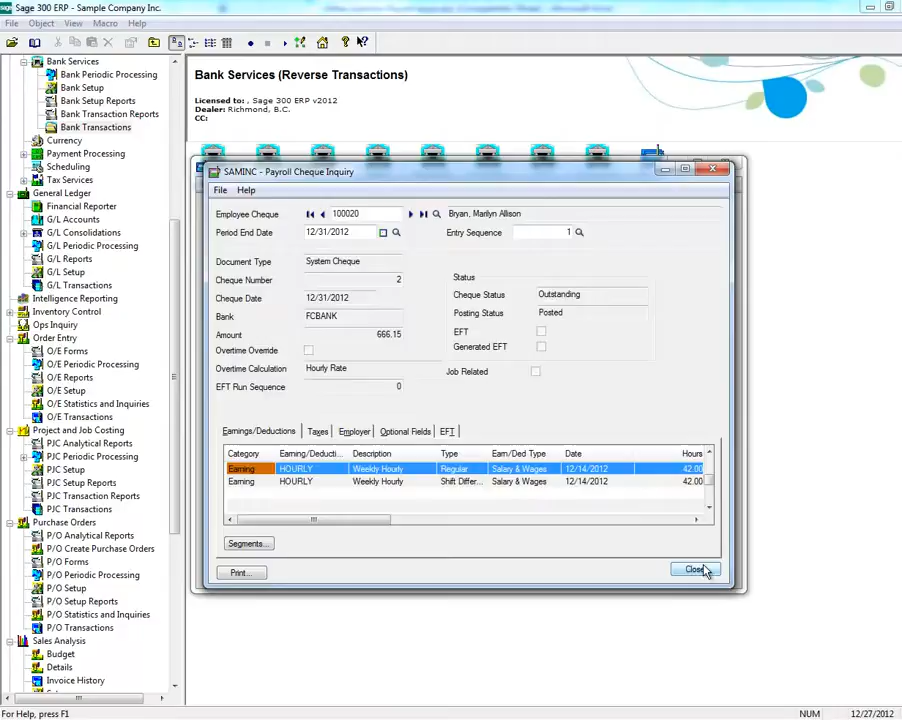 sage Sage 300 ERP - Sample Company Inc.
File Object View Macro Help
Bank Services
Bank Periodic Processing
Bank Setup
Bank Setup Reports
Bank Transaction Reports
Bank Transactions
Currency
Payment Processing
Scheduling
Tax Services
General Ledger
Financial Reporter
G/L Accounts
G/L Consolidations
G/L Periodic Processing
G/L Reports
G/L Setup
G/L Transactions
Intelligence Reporting
Inventory Control
Ops Inquiry
Order Entry
O/E Forms
O/E Periodic Processing
O/E Reports
O/E Setup
O/E Statistics and Inquiries
O/E Transactions
Project and Job Costing
PJC Analytical Reports
PJC Periodic Processing
PJC Setup
PJC Setup Reports
PJC Transaction Reports
PJC Transactions
Purchase Orders
P/O Analytical Reports
P/O Create Purchase Orders
P/O Forms
P/O Periodic Processing
P/O Setup
P/O Setup Reports
P/O Statistics and Inquiries
P/O Transactions
Sales Analysis
Budget
Details
Invoice History
Bank Services (Reverse Transactions)
Licensed to: , Sage 300 ERP v2012
Dealer: Richmond, B.C.
CC:
SAMINC - Payroll Cheque Inquiry
File Help
Employee Cheque 100020 Bryan, Marilyn Allison
Period End Date 12/31/2012 Entry Sequence 1
Document Type System Cheque
Cheque Number 2
Cheque Date 12/31/2012
Bank FCBANK
Amount 666.15
Overtime Override
Overtime Calculation Hourly Rate
EFT Run Sequence 0
Status
Cheque Status Outstanding
Posting Status Posted
EFT
Generated EFT
Job Related
Earnings/Deductions Taxes Employer Optional Fields EFT
Category Earning/Deducti... Description Type Earn/Ded Type Date Hours
Earning HOURLY Weekly Hourly Regular Salary & Wages 12/14/2012 42.00
Earning HOURLY Weekly Hourly Shift Differ... Salary & Wages 12/14/2012 42.00
Segments...
Print... Close
For Help, press F1 NUM 12/27/2012